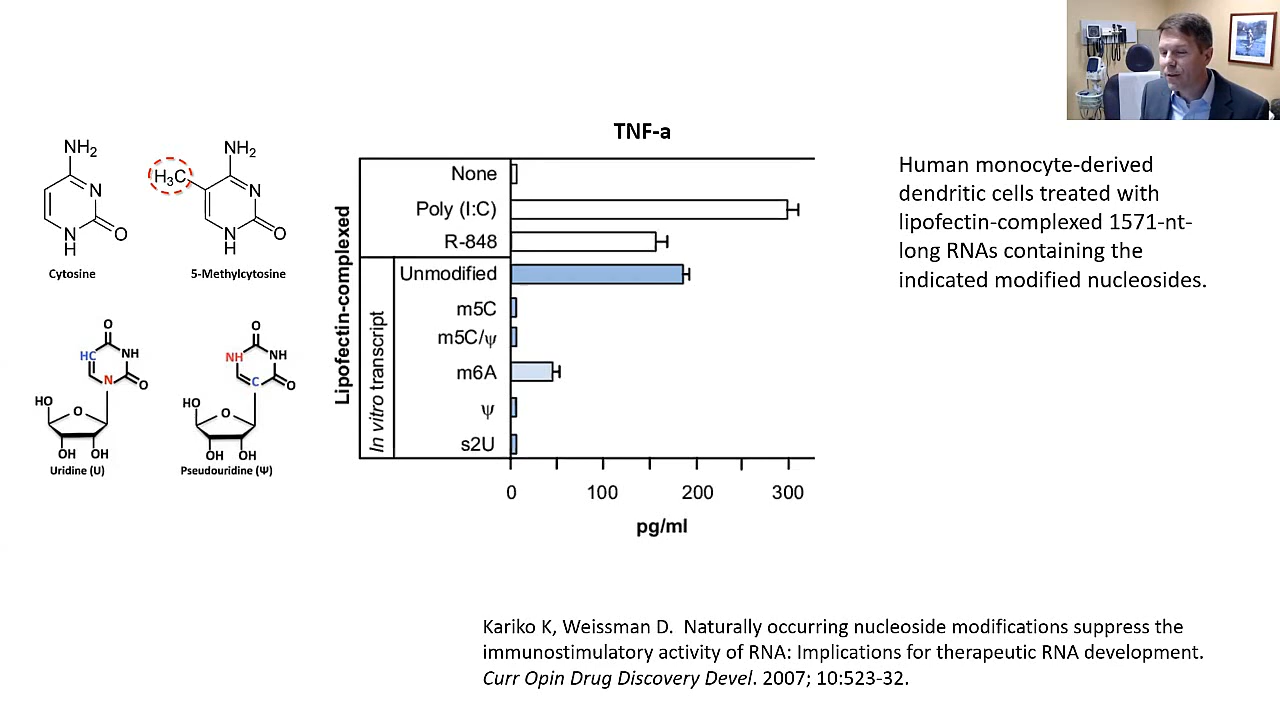 TNF-a
NH2
N
N
H
O
Cytosine
H3C
NH2
N
N
H
O
5-Methylcytosine
O
HC
NH
N
O
HO
O
OH OH
Uridine (U)
O
NH
NH
C
O
HO
O
OH OH
Pseudouridine (Ψ)
Lipofectin-complexed
In vitro transcript
None
Poly (I:C)
R-848
Unmodified
m5C
m5C/ψ
m6A
ψ
s2U
0 100 200 300
pg/ml
Human monocyte-derived
dendritic cells treated with
lipofectin-complexed 1571-nt-
long RNAs containing the
indicated modified nucleosides.
Kariko K, Weissman D. Naturally occurring nucleoside modifications suppress the
immunostimulatory activity of RNA: Implications for therapeutic RNA development.
Curr Opin Drug Discovery Devel. 2007; 10:523-32.